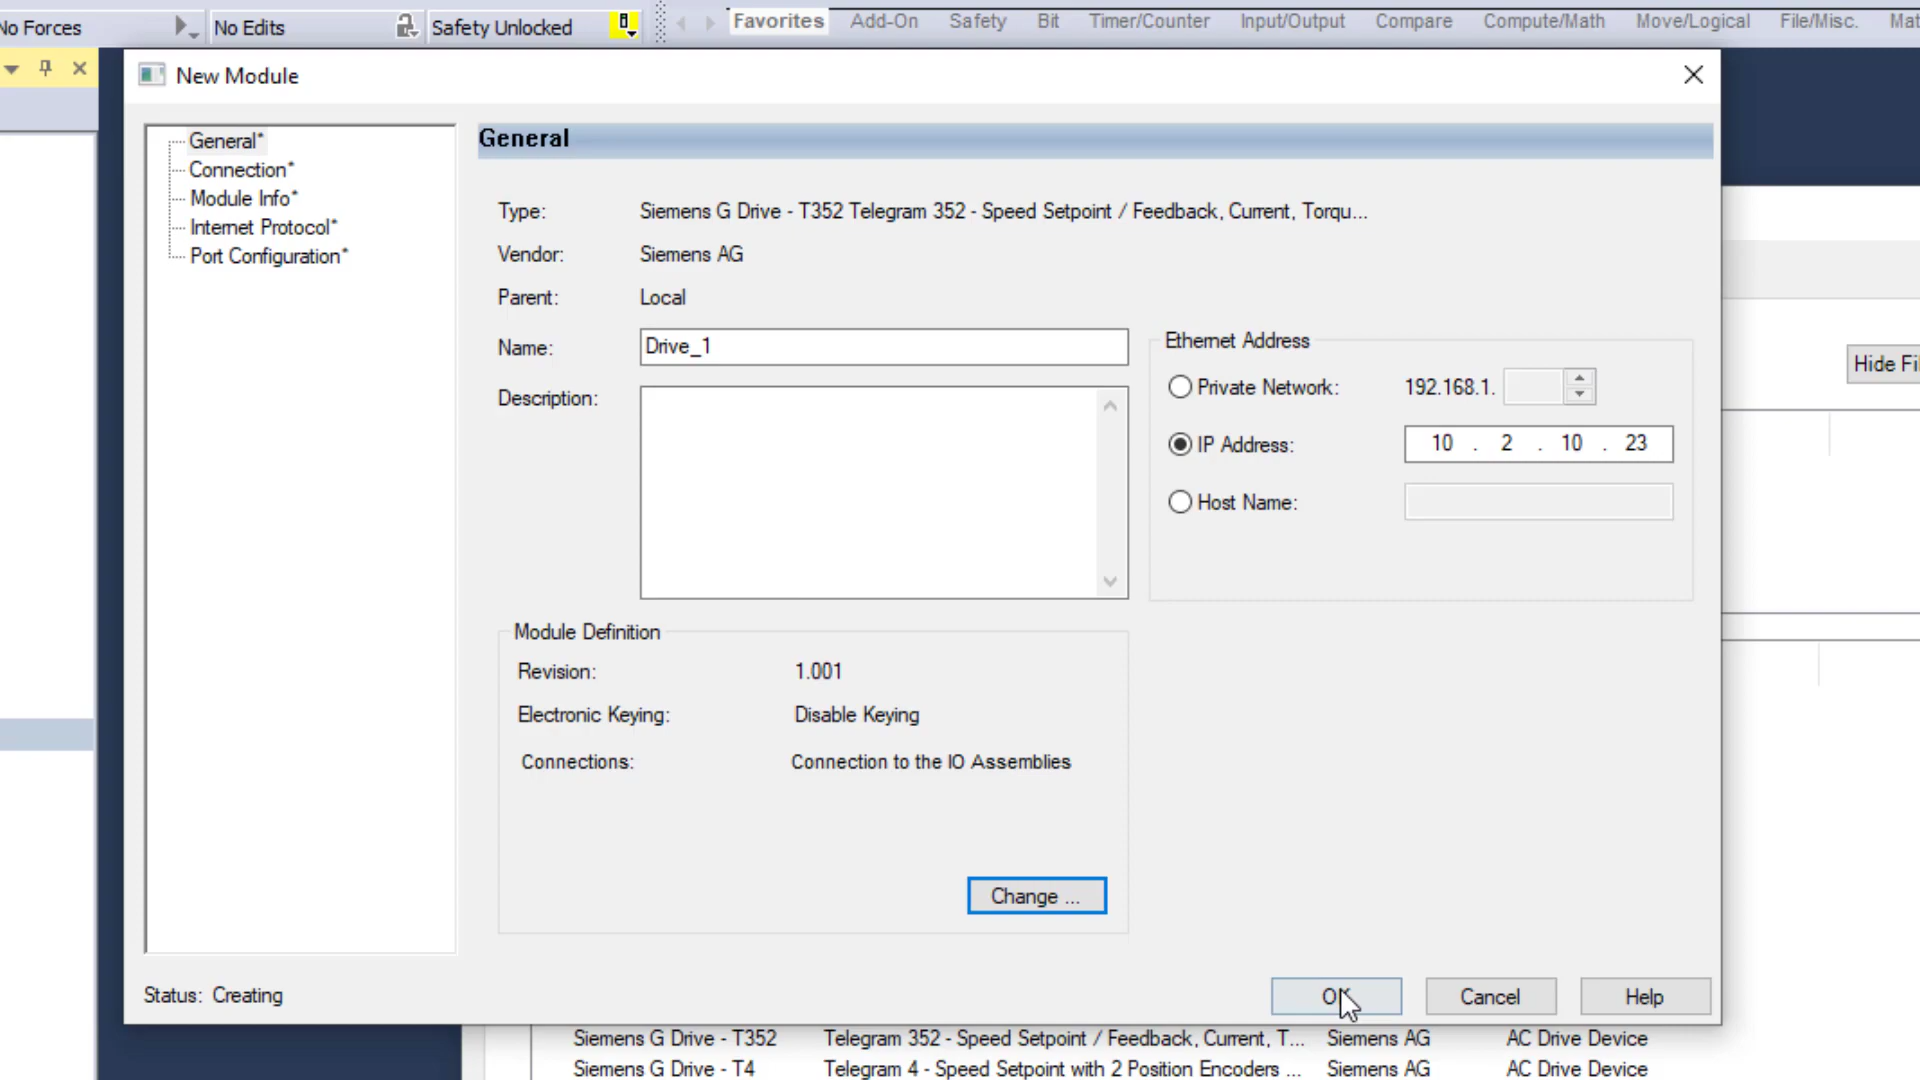 No Forces No Edits Safety Unlocked Favorites Add-On Safety Bit Timer/Counter Input/Output Compare Compute/Math Move/Logical File/Misc.
New Module
General*
Connection*
Module Info*
Internet Protocol*
Port Configuration*
General
Type: Siemens G Drive - T352 Telegram 352 - Speed Setpoint / Feedback, Current, Torqu...
Vendor: Siemens AG
Parent: Local
Name: Drive_1
Description:
Ethernet Address
Private Network: 192.168.1.
IP Address: 10 . 2 . 10 . 23
Host Name:
Hide Fil
Module Definition
Revision: 1.001
Electronic Keying: Disable Keying
Connections: Connection to the IO Assemblies
Change ...
Status: Creating
OK Cancel Help
Siemens G Drive - T352 Telegram 352 - Speed Setpoint / Feedback, Current, T... Siemens AG AC Drive Device
Siemens G Drive - T4 Telegram 4 - Speed Setpoint with 2 Position Encoders ... Siemens AG AC Drive Device